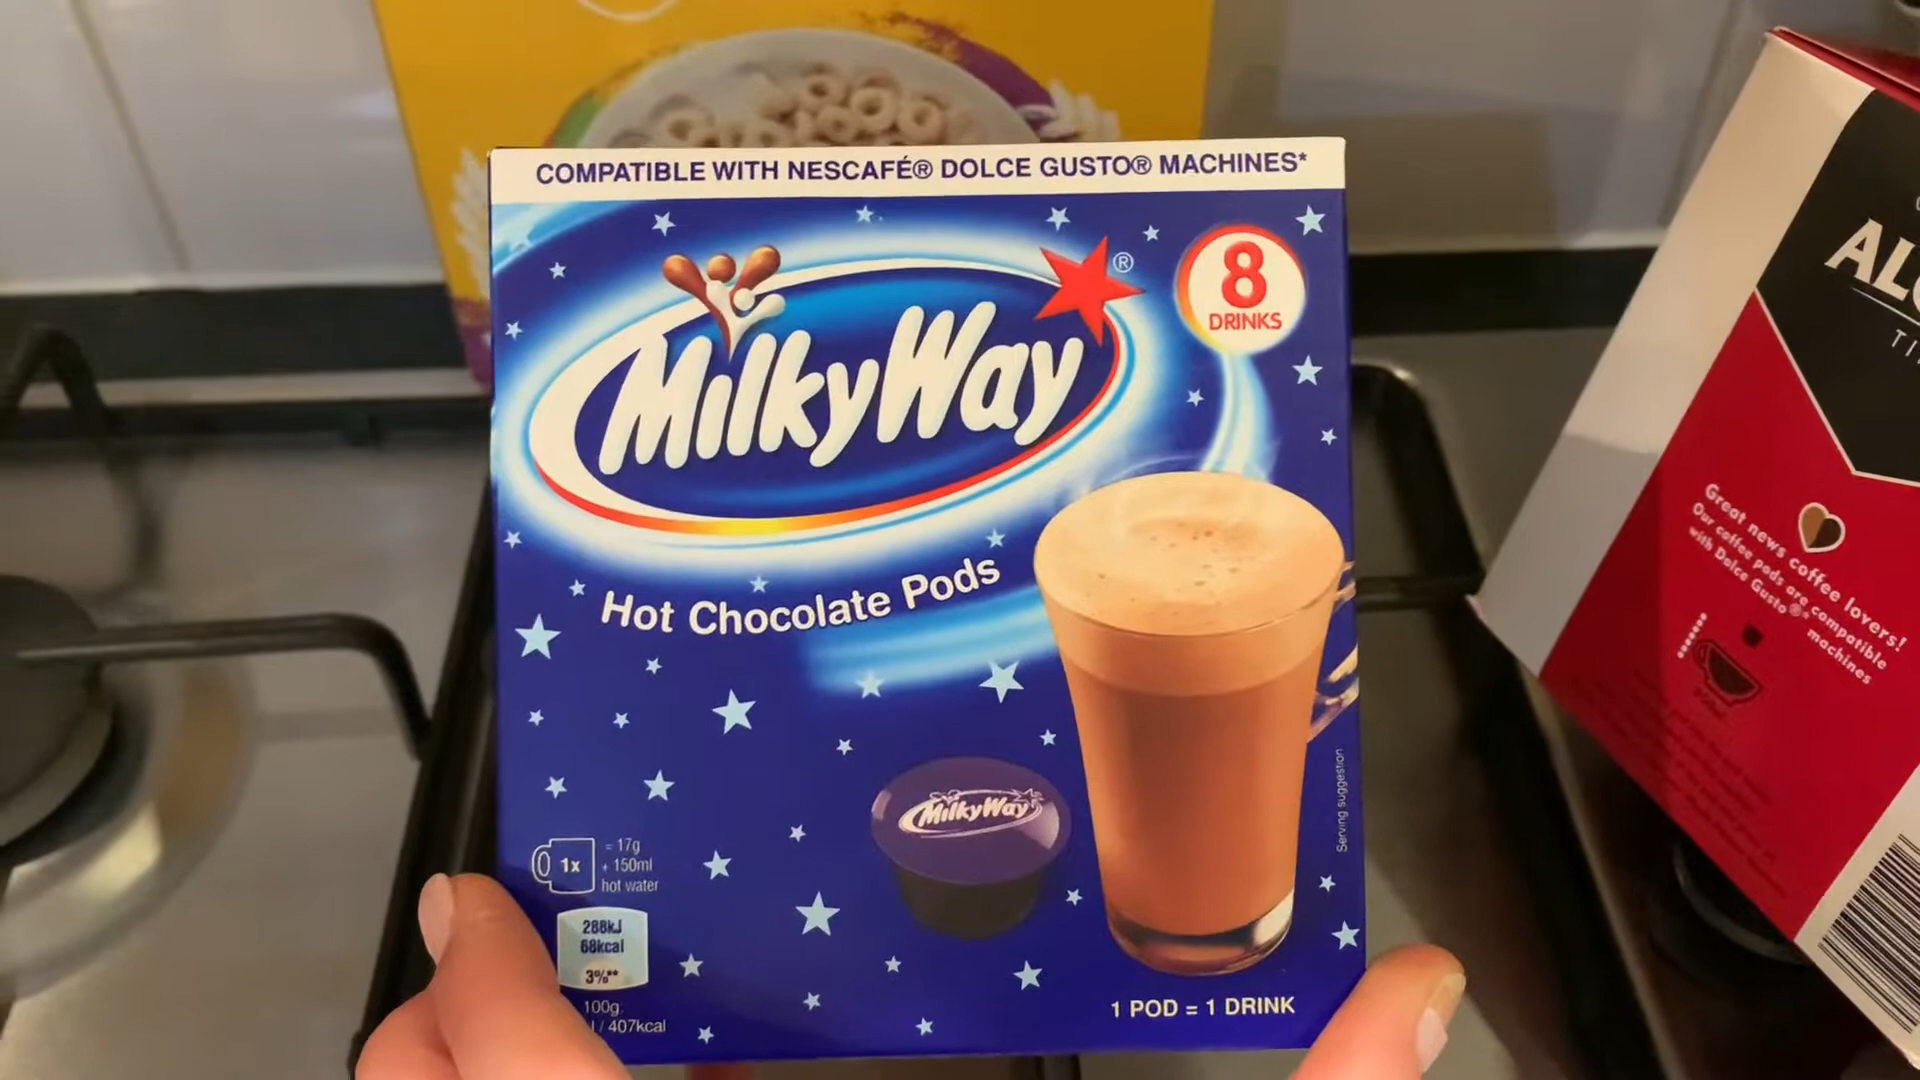 COMPATIBLE WITH NESCAFÉ® DOLCE GUSTO® MACHINES*
MilkyWay®
8
DRINKS
Hot Chocolate Pods
MilkyWay
Serving suggestion
1x
= 17g
+ 150ml
hot water
288kJ
68kcal
3%**
100g:
/ 407kcal
1 POD = 1 DRINK
Great news coffee lovers!
Our coffee pods are compatible
with Dolce Gusto®* machines